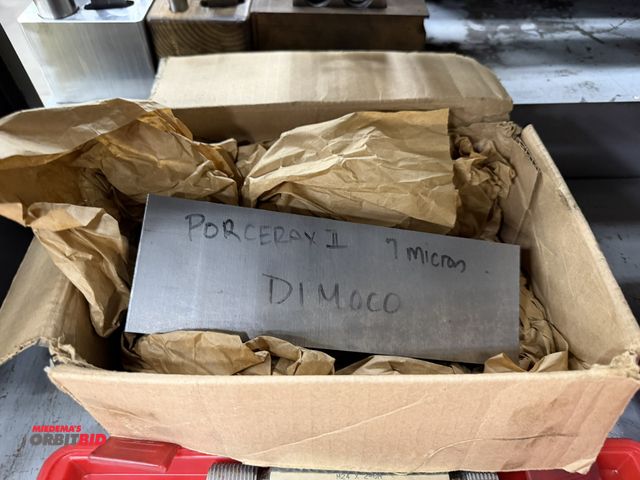 PORCERAX II 7 MICRON
DIMOCO
MIEDEMA'S
ORBITBID